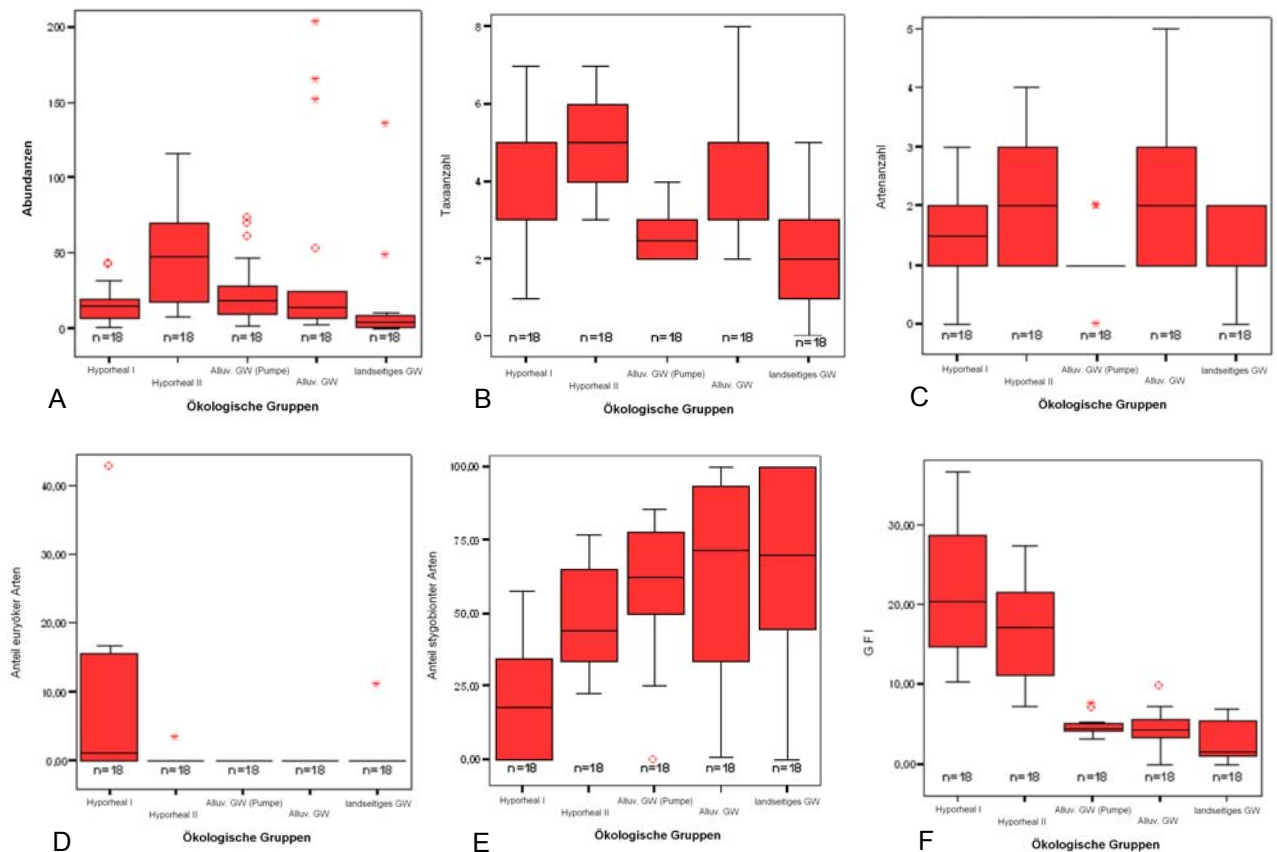 Abundanzen
200
150
100
50
0
n=18 n=18 n=18 n=18 n=18
Hyporheal I Hyporheal II Alluv. GW (Pumpe) Alluv. GW landseitiges GW
Ökologische Gruppen
A
Taxaanzahl
8
6
4
2
0
n=18 n=18 n=18 n=18 n=18
Hyporheal I Hyporheal II Alluv. GW (Pumpe) Alluv. GW landseitiges GW
Ökologische Gruppen
B
Artenanzahl
5
4
3
2
1
0
n=18 n=18 n=18 n=18 n=18
Hyporheal I Hyporheal II Alluv. GW (Pumpe) Alluv. GW landseitiges GW
Ökologische Gruppen
C
Anteil euryöker Arten
40,00
30,00
20,00
10,00
0,00
n=18 n=18 n=18 n=18 n=18
Hyporheal I Hyporheal II Alluv. GW (Pumpe) Alluv. GW landseitiges GW
Ökologische Gruppen
D
Anteil stygobionter Arten
100,00
75,00
50,00
25,00
0,00
n=18 n=18 n=18 n=18 n=18
Hyporheal I Hyporheal II Alluv. GW (Pumpe) Alluv. GW landseitiges GW
Ökologische Gruppen
E
G F I
30,00
20,00
10,00
0,00
n=18 n=18 n=18 n=18 n=18
Hyporheal I Hyporheal II Alluv. GW (Pumpe) Alluv. GW landseitiges GW
Ökologische Gruppen
F